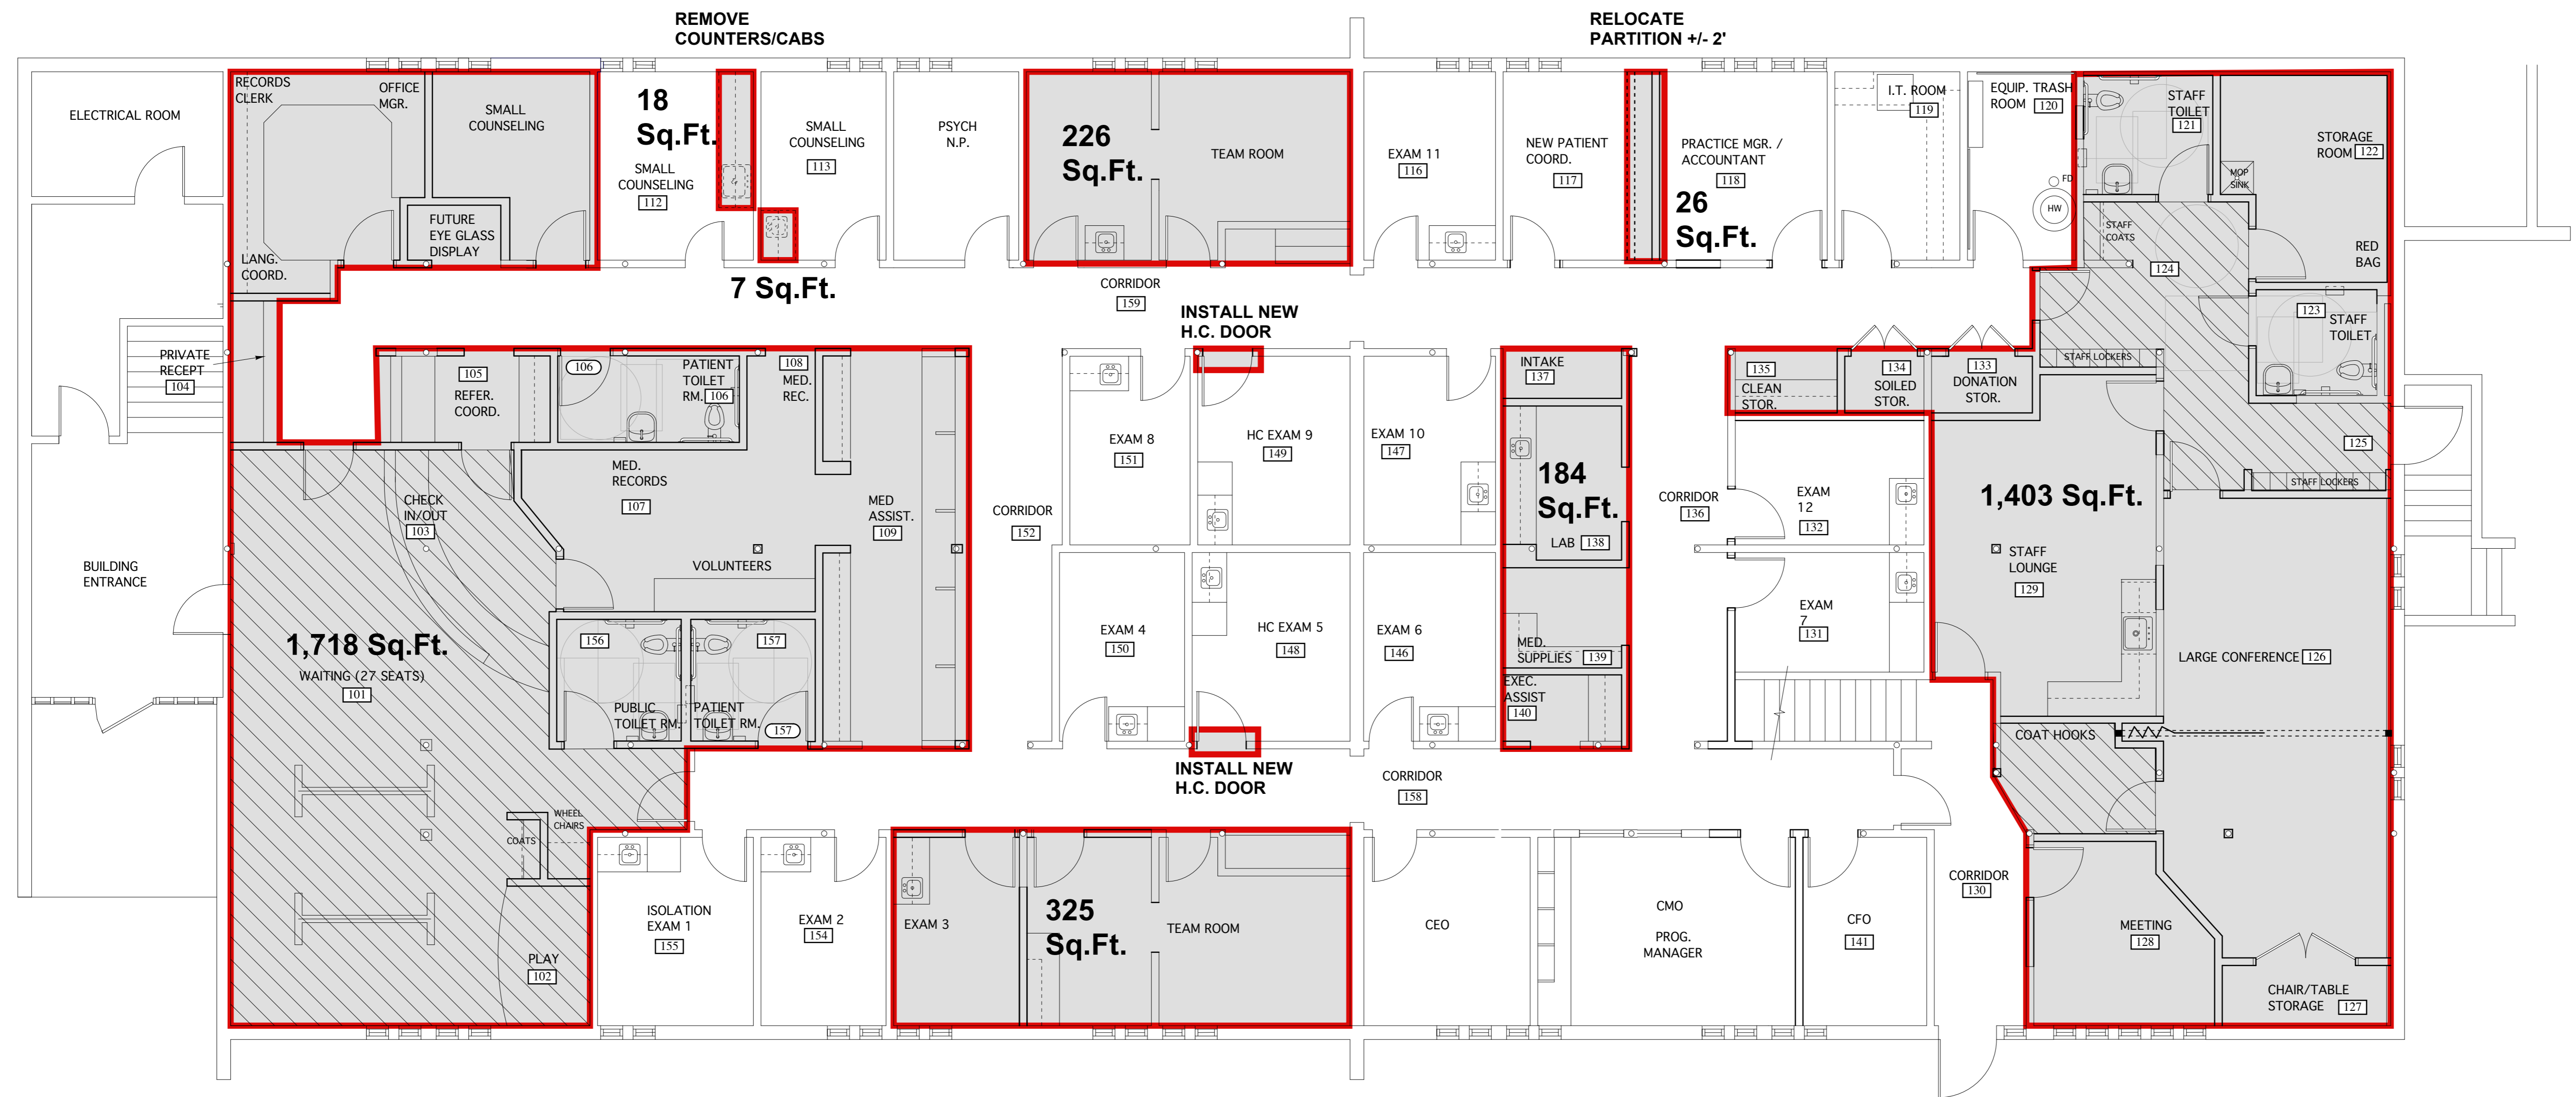 REMOVE
COUNTERS/CABS
RELOCATE
PARTITION +/- 2'
ELECTRICAL ROOM
RECORDS
CLERK
OFFICE
MGR.
SMALL
COUNSELING
FUTURE
EYE GLASS
DISPLAY
LANG.
COORD.
18
Sq.Ft.
SMALL
COUNSELING
112
7 Sq.Ft.
SMALL
COUNSELING
113
PSYCH
N.P.
226
Sq.Ft.
TEAM ROOM
EXAM 11
116
NEW PATIENT
COORD.
117
PRACTICE MGR. /
ACCOUNTANT
118
26
Sq.Ft.
I.T. ROOM
119
EQUIP. TRASH
ROOM 120
FD
HW
STAFF
TOILET
121
MOP
SINK
STORAGE
ROOM 122
STAFF
COATS
124
RED
BAG
123
STAFF
TOILET
STAFF LOCKERS
125
STAFF LOCKERS
CORRIDOR
159
INSTALL NEW
H.C. DOOR
PRIVATE
RECEPT
104
105
REFER.
COORD.
106
PATIENT
TOILET
RM. 106
108
MED.
REC.
MED.
RECORDS
107
MED
ASSIST.
109
VOLUNTEERS
CHECK
IN/OUT
103
BUILDING
ENTRANCE
1,718 Sq.Ft.
WAITING (27 SEATS)
101
156
PUBLIC
TOILET RM.
157
PATIENT
TOILET RM.
157
WHEEL
CHAIRS
COATS
PLAY
102
CORRIDOR
152
EXAM 8
151
HC EXAM 9
149
EXAM 10
147
EXAM 4
150
HC EXAM 5
148
EXAM 6
146
INSTALL NEW
H.C. DOOR
INTAKE
137
184
Sq.Ft.
LAB 138
MED.
SUPPLIES 139
EXEC.
ASSIST
140
CORRIDOR
136
135
CLEAN
STOR.
134
SOILED
STOR.
133
DONATION
STOR.
EXAM
12
132
EXAM
7
131
1,403 Sq.Ft.
STAFF
LOUNGE
129
LARGE CONFERENCE 126
COAT HOOKS
CORRIDOR
158
ISOLATION
EXAM 1
155
EXAM 2
154
EXAM 3
325
Sq.Ft.
TEAM ROOM
CEO
CMO
PROG.
MANAGER
CFO
141
CORRIDOR
130
MEETING
128
CHAIR/TABLE
STORAGE 127